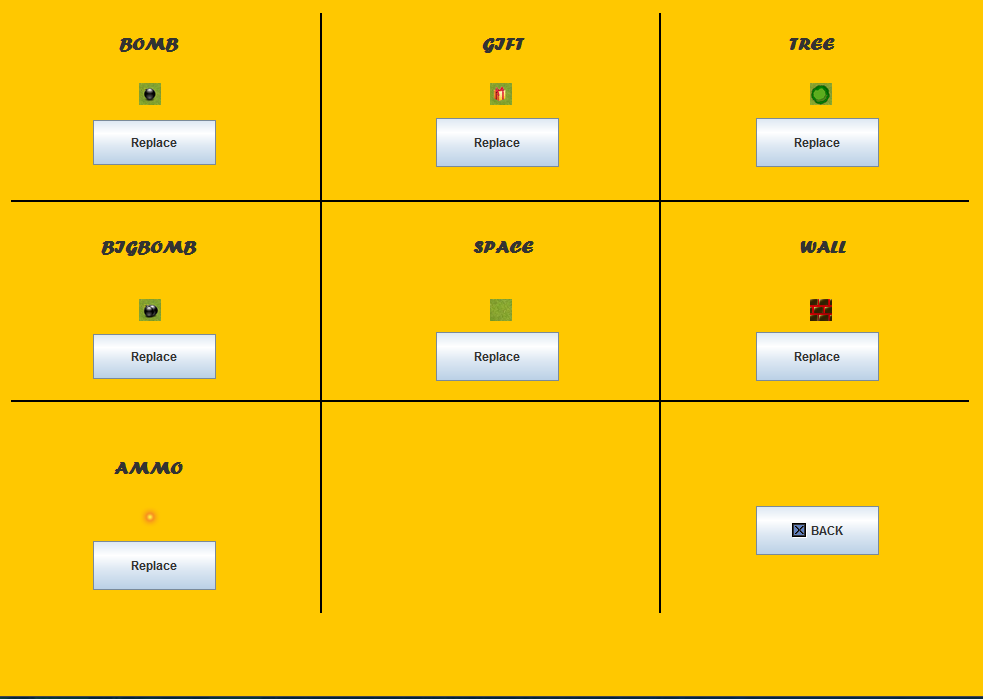 BOMB
GIFT
TREE
Replace
Replace
Replace
BIGBOMB
SPACE
WALL
Replace
Replace
Replace
AMMO
BACK
Replace